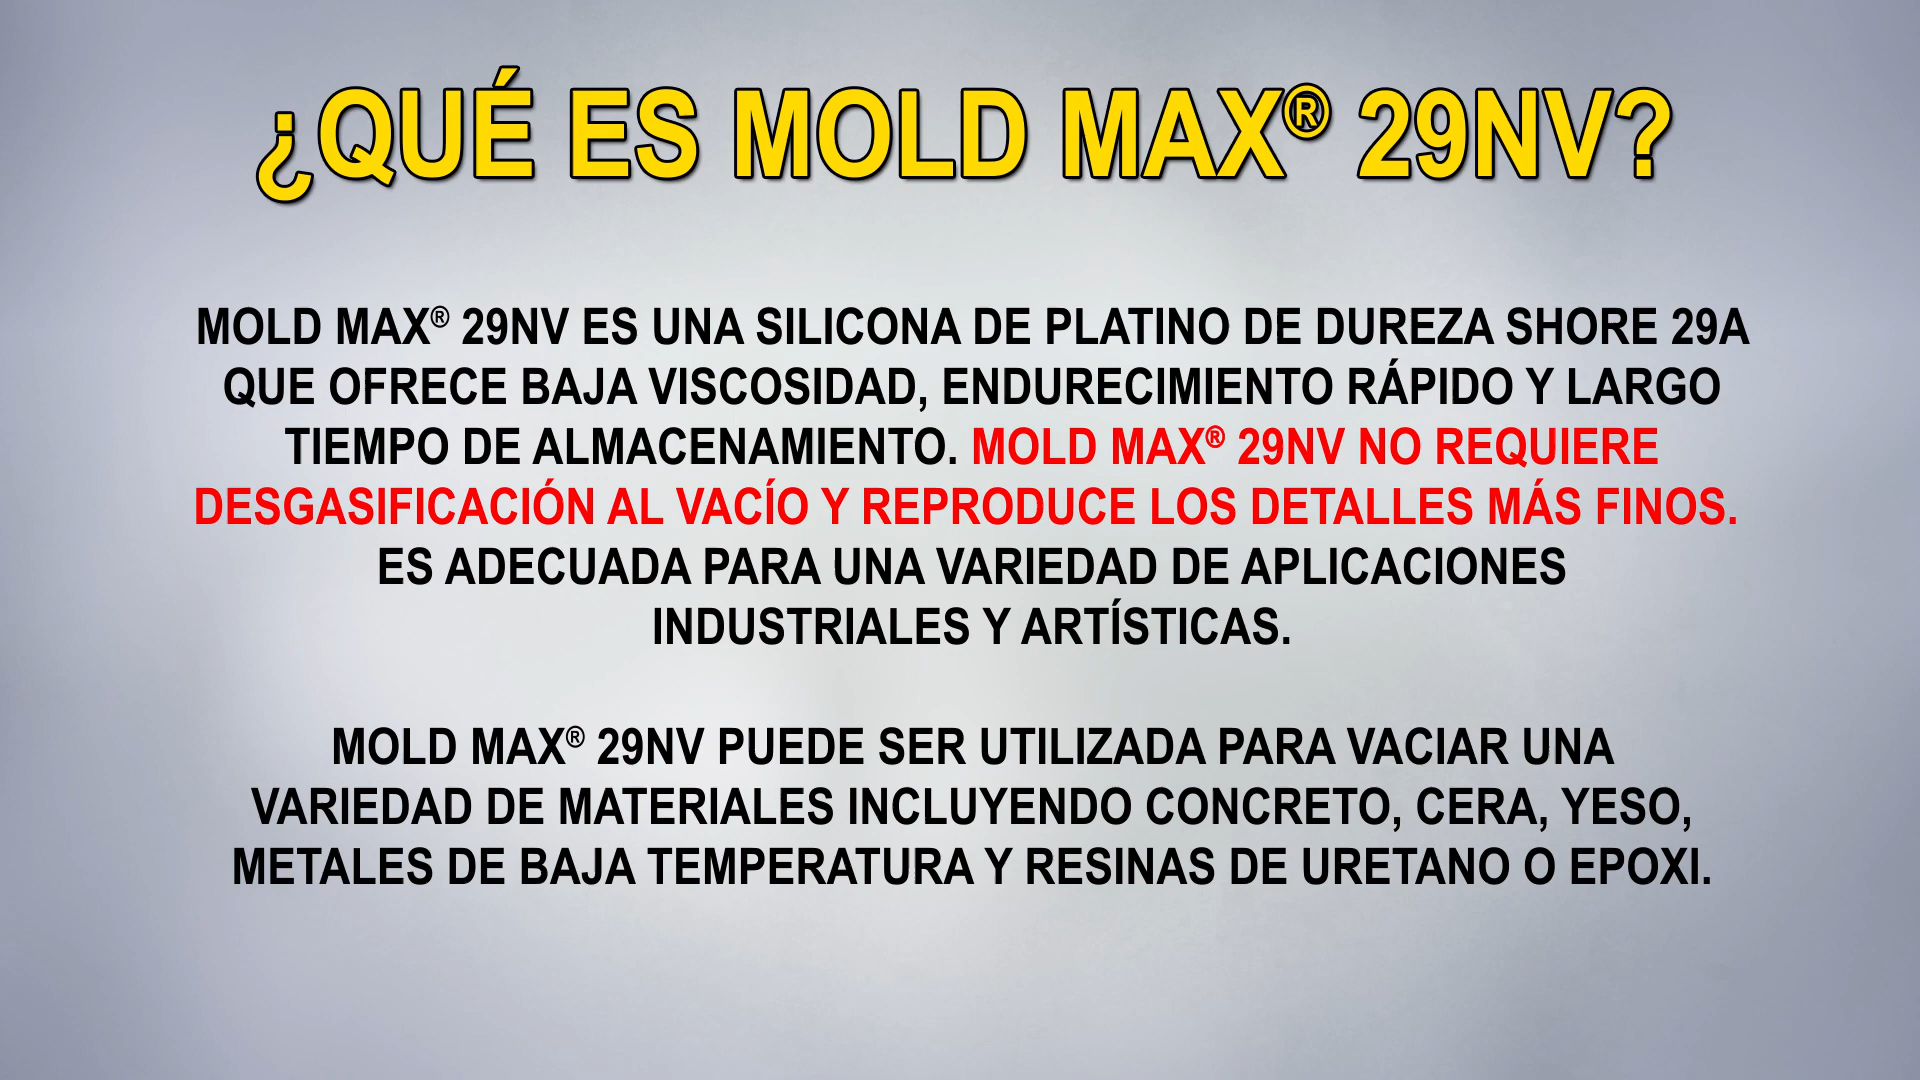 ¿QUÉ ES MOLD MAX® 29NV?
MOLD MAX® 29NV ES UNA SILICONA DE PLATINO DE DUREZA SHORE 29A
QUE OFRECE BAJA VISCOSIDAD, ENDURECIMIENTO RÁPIDO Y LARGO
TIEMPO DE ALMACENAMIENTO. MOLD MAX® 29NV NO REQUIERE
DESGASIFICACIÓN AL VACÍO Y REPRODUCE LOS DETALLES MÁS FINOS.
ES ADECUADA PARA UNA VARIEDAD DE APLICACIONES
INDUSTRIALES Y ARTÍSTICAS.
MOLD MAX® 29NV PUEDE SER UTILIZADA PARA VACIAR UNA
VARIEDAD DE MATERIALES INCLUYENDO CONCRETO, CERA, YESO,
METALES DE BAJA TEMPERATURA Y RESINAS DE URETANO O EPOXI.